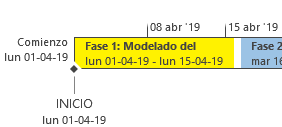 08 abr '19
15 abr '19
Comienzo
lun 01-04-19
Fase 1: Modelado del
lun 01-04-19 - lun 15-04-19
Fase 2
mar 16
INICIO
lun 01-04-19